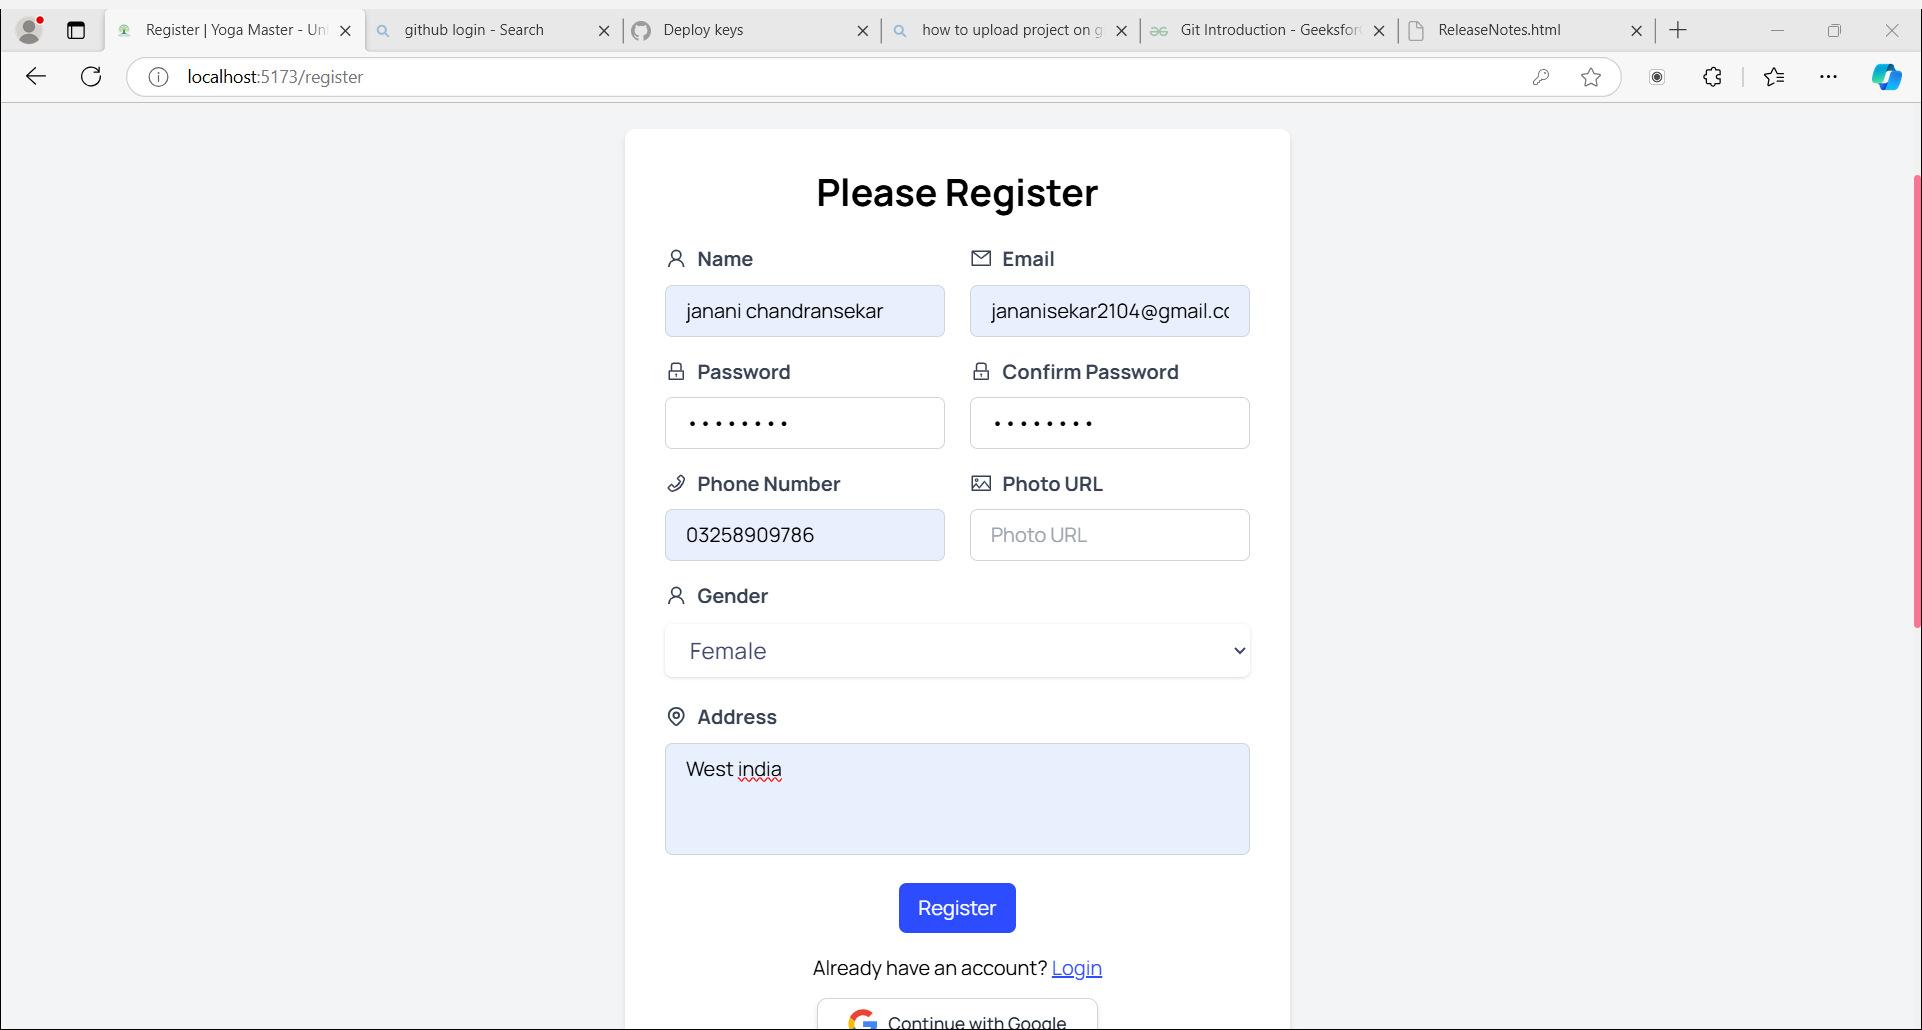 Register | Yoga Master - Uni
github login - Search
Deploy keys
how to upload project on g
Git Introduction - Geeksfor
ReleaseNotes.html
localhost:5173/register
Please Register
Name
Email
janani chandransekar
jananisekar2104@gmail.cc
Password
Confirm Password
Phone Number
Photo URL
03258909786
Photo URL
Gender
Female
Address
West india
Register
Already have an account? Login
Continue with Google